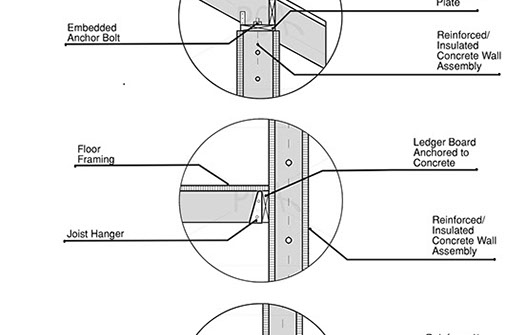 Plate
Embedded
Anchor Bolt
Reinforced/
Insulated
Concrete Wall
Assembly
Floor
Framing
Ledger Board
Anchored to
Concrete
Joist Hanger
Reinforced/
Insulated
Concrete Wall
Assembly